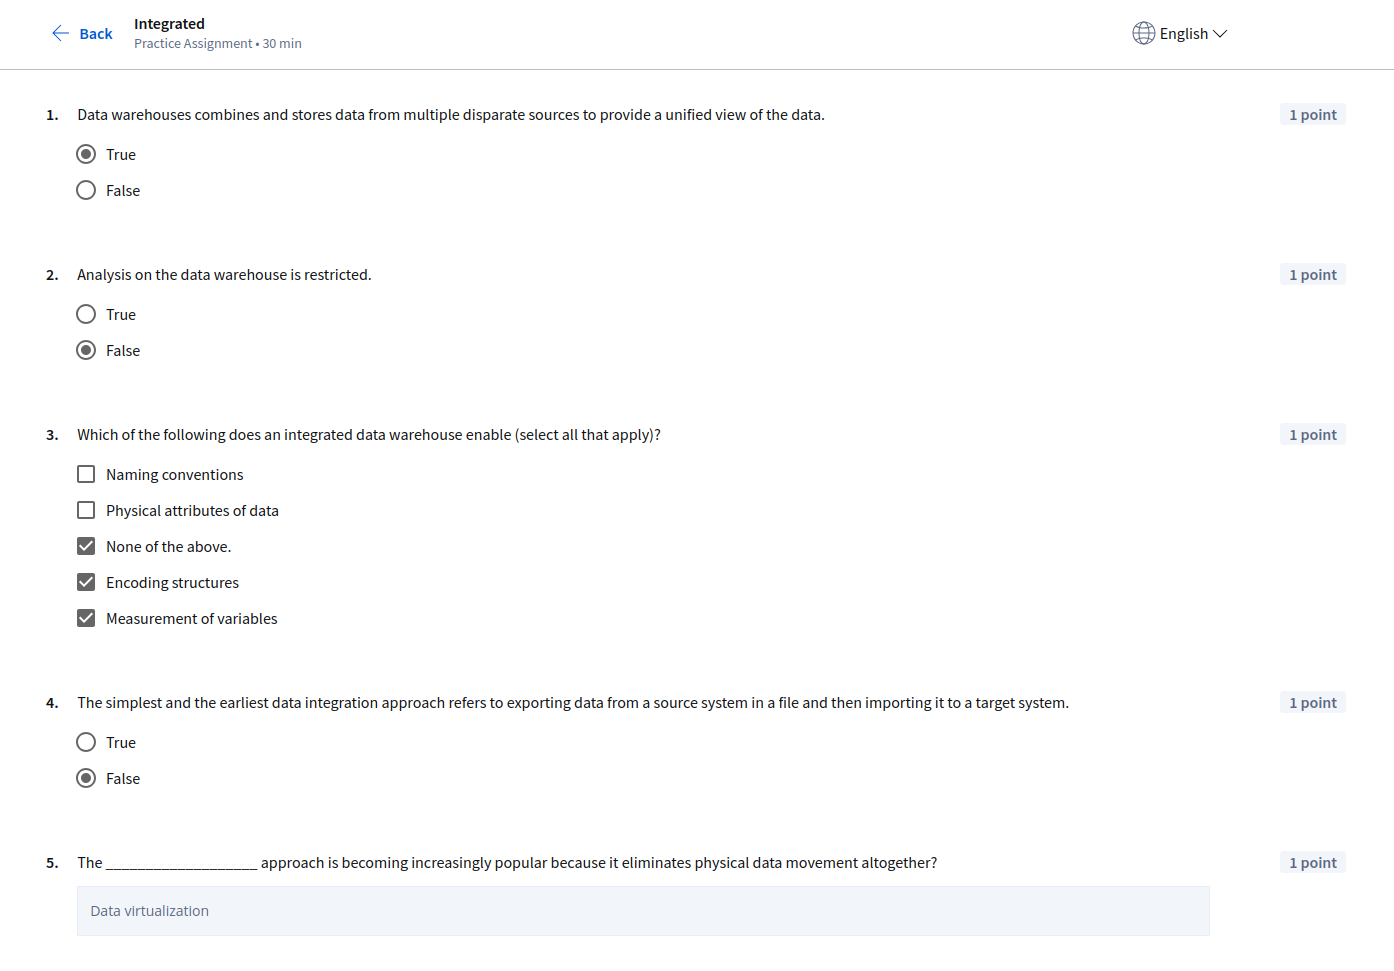 Back
Integrated
Practice Assignment • 30 min
English
1. Data warehouses combines and stores data from multiple disparate sources to provide a unified view of the data. 1 point
True
False
2. Analysis on the data warehouse is restricted. 1 point
True
False
3. Which of the following does an integrated data warehouse enable (select all that apply)? 1 point
Naming conventions
Physical attributes of data
None of the above.
Encoding structures
Measurement of variables
4. The simplest and the earliest data integration approach refers to exporting data from a source system in a file and then importing it to a target system. 1 point
True
False
5. The ___________________ approach is becoming increasingly popular because it eliminates physical data movement altogether? 1 point
Data virtualization